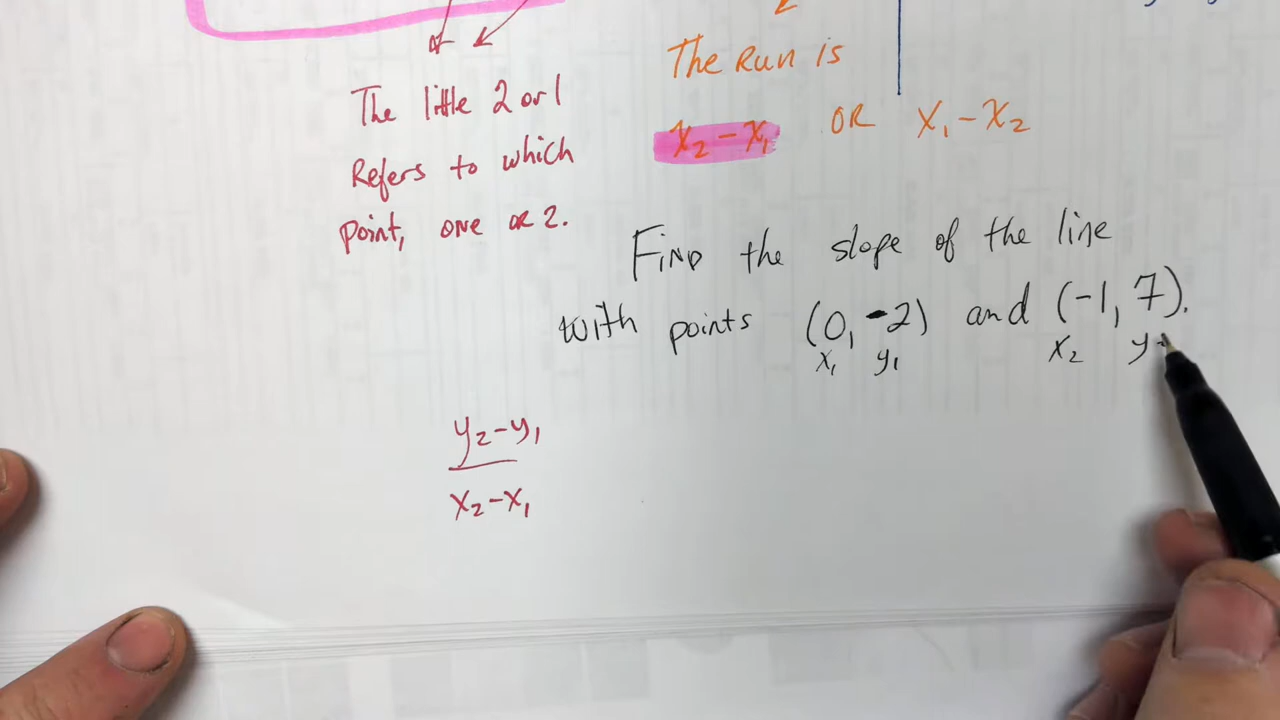 The little 2 or 1
Refers to which
point, one or 2.
The Run is
x₂ - x₁ OR x₁ - x₂
Find the slope of the line
with points (0, -2) and (-1, 7).
x₁ y₁ x₂ y
y₂ - y₁
x₂ - x₁